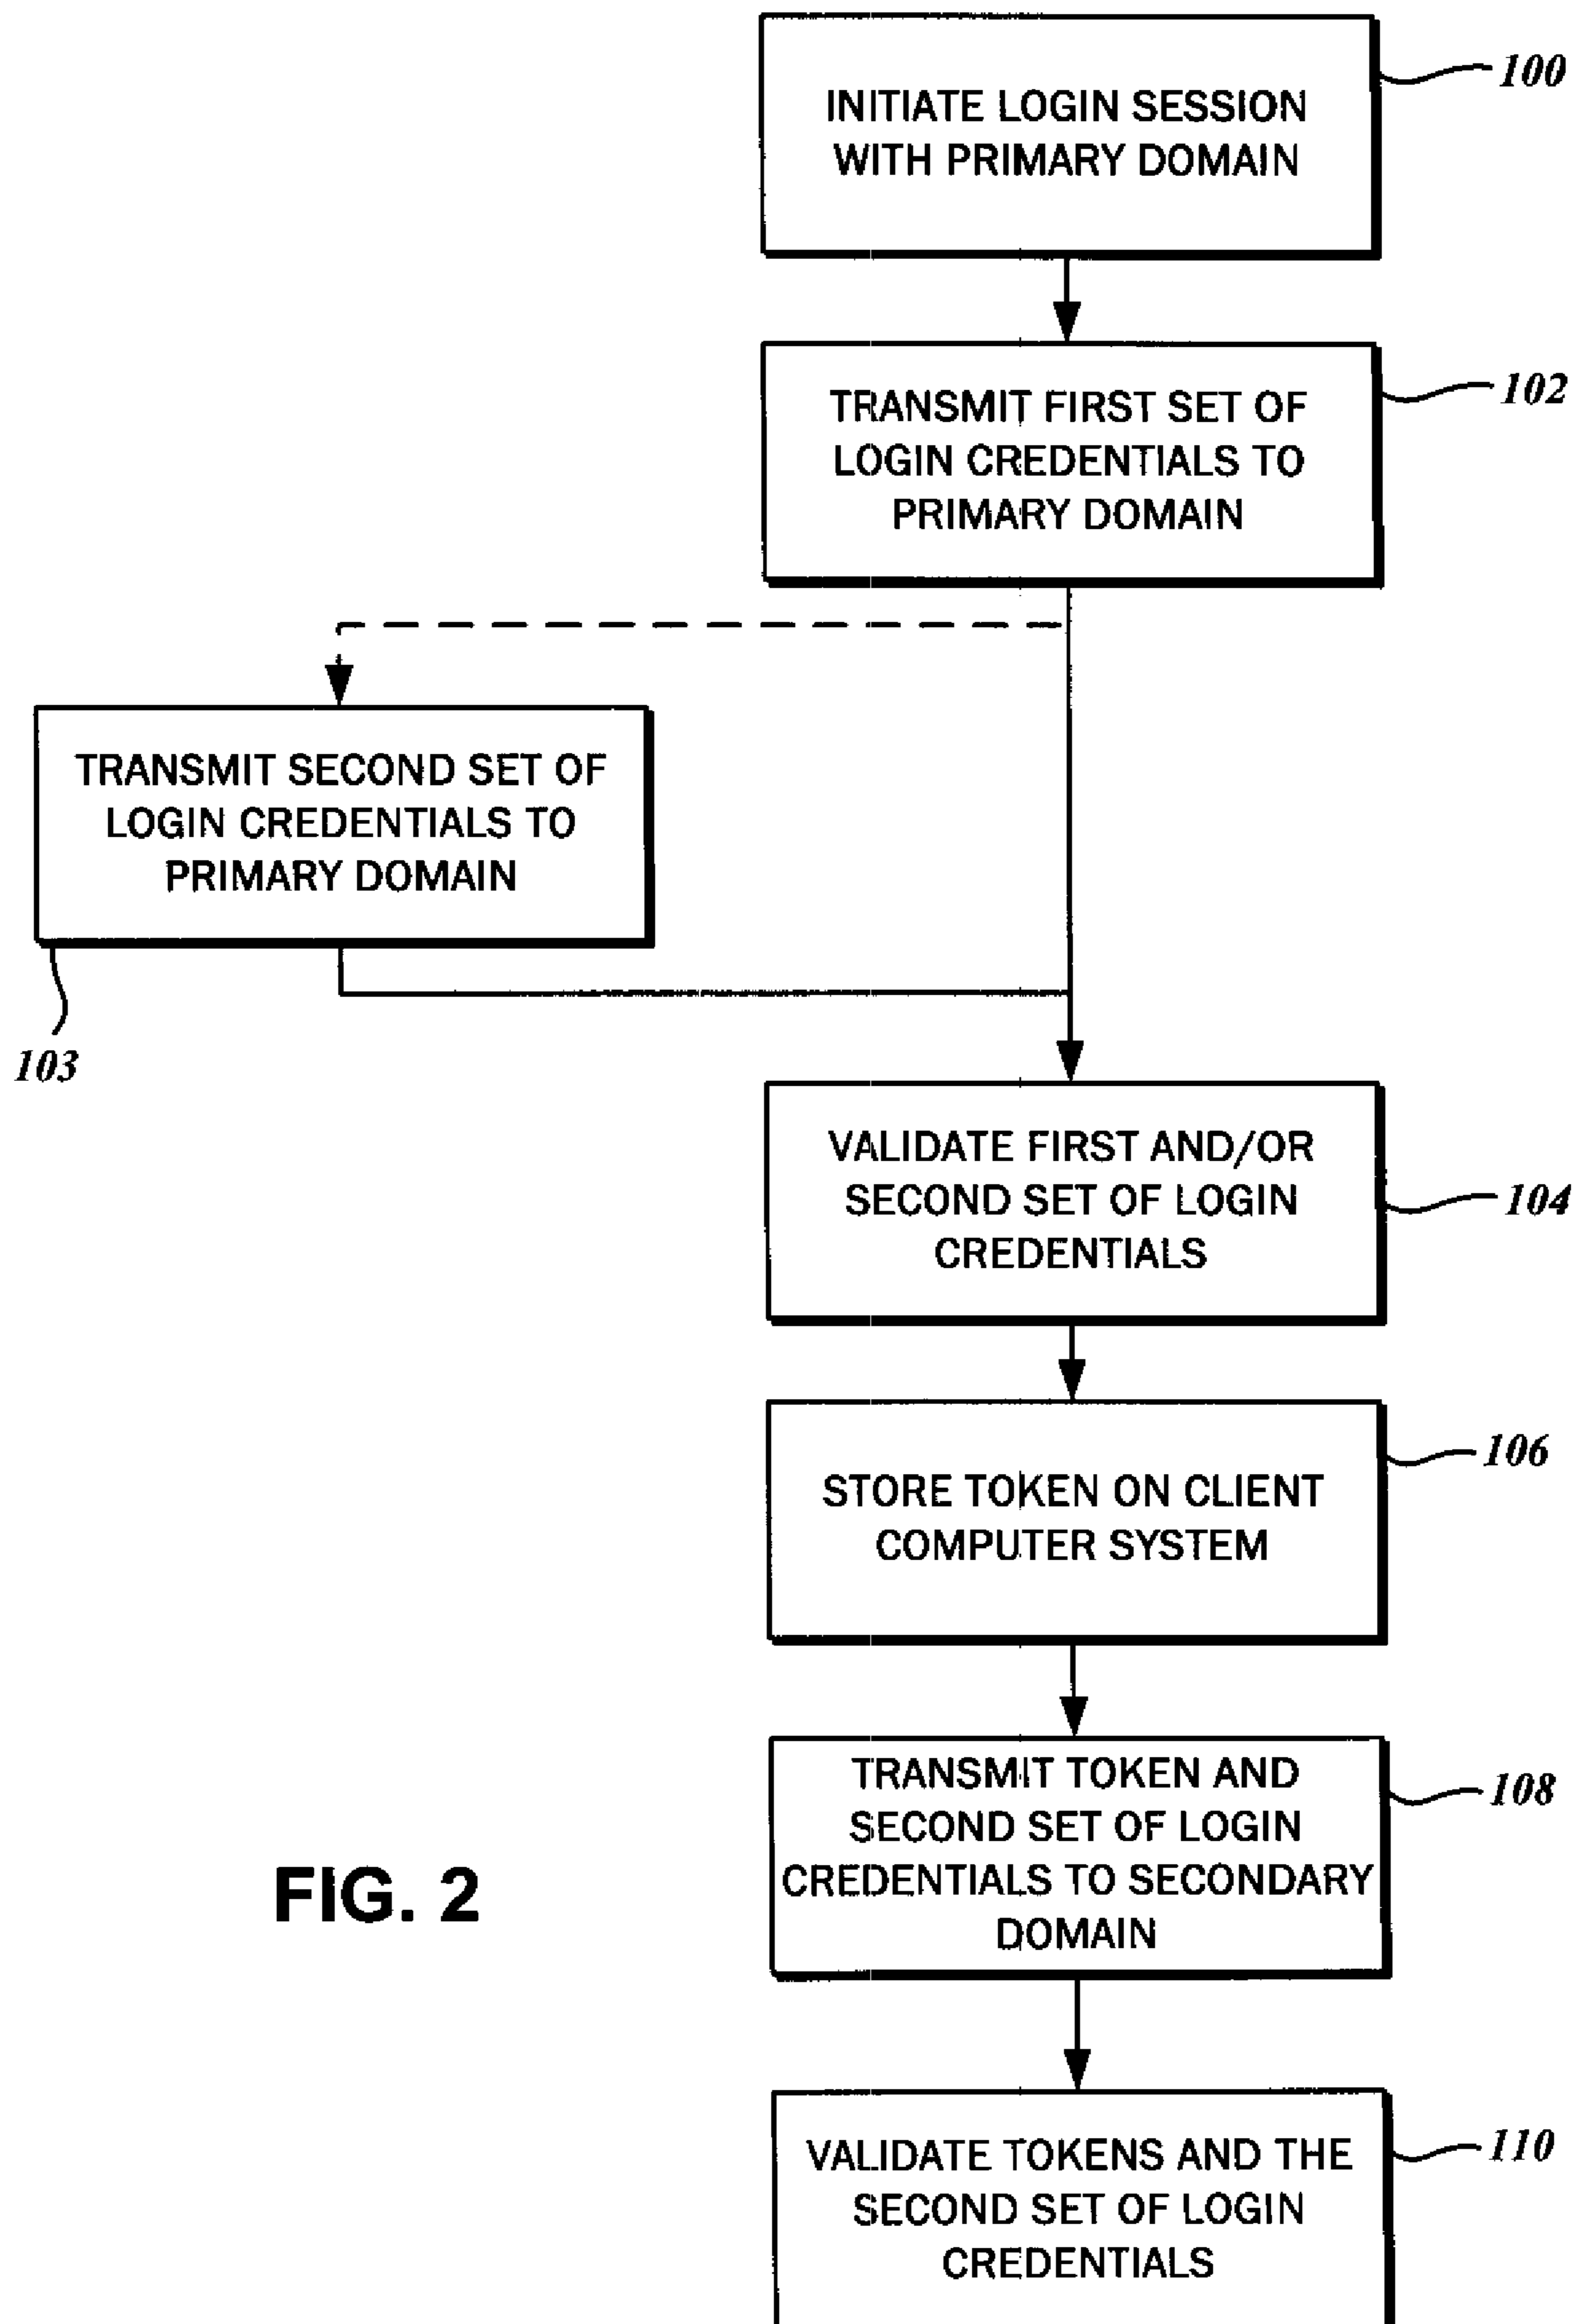 INITIATE LOGIN SESSION
WITH PRIMARY DOMAIN
100
TRANSMIT FIRST SET OF
LOGIN CREDENTIALS TO
PRIMARY DOMAIN
102
TRANSMIT SECOND SET OF
LOGIN CREDENTIALS TO
PRIMARY DOMAIN
103
VALIDATE FIRST AND/OR
SECOND SET OF LOGIN
CREDENTIALS
104
STORE TOKEN ON CLIENT
COMPUTER SYSTEM
106
TRANSMIT TOKEN AND
SECOND SET OF LOGIN
CREDENTIALS TO SECONDARY
DOMAIN
108
FIG. 2
VALIDATE TOKENS AND THE
SECOND SET OF LOGIN
CREDENTIALS
110